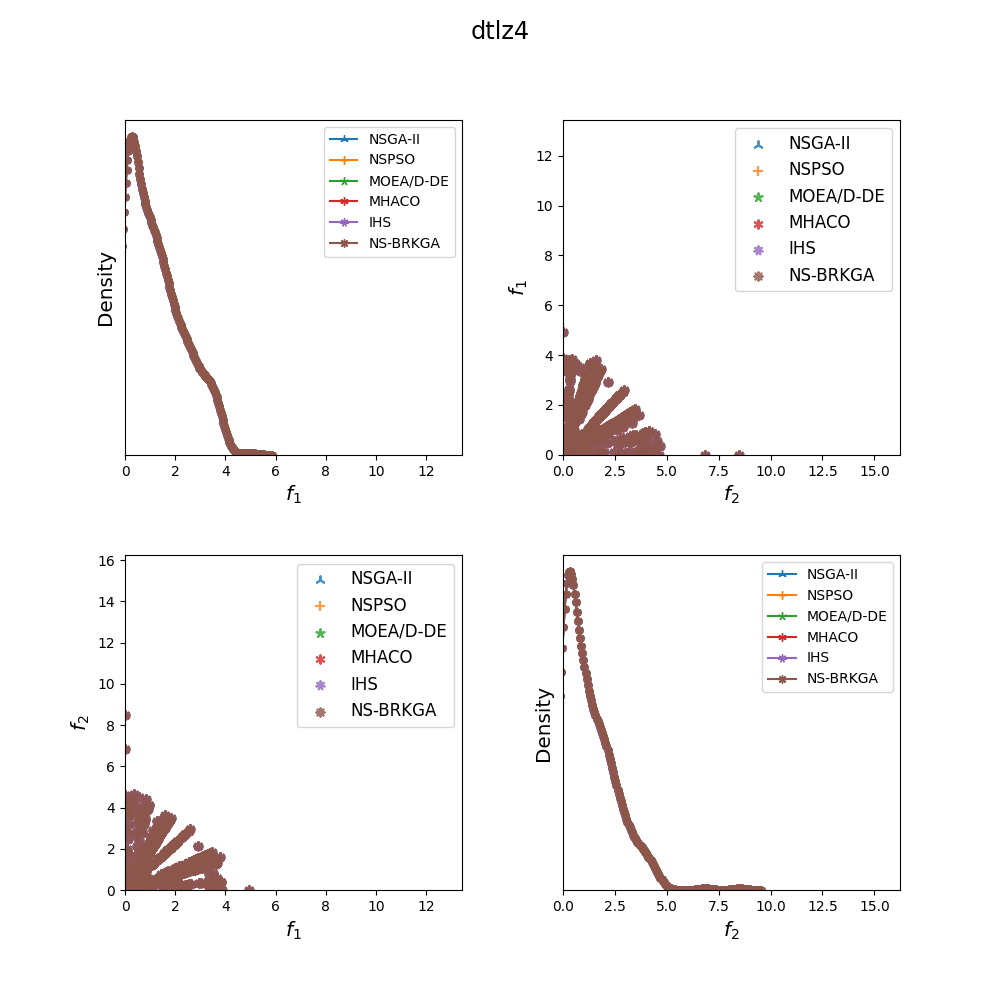 dtlz4
NSGA-II
NSPSO
MOEA/D-DE
MHACO
IHS
NS-BRKGA
Density
0 2 4 6 8 10 12
f1
NSGA-II
NSPSO
MOEA/D-DE
MHACO
IHS
NS-BRKGA
12
10
8
6
4
2
0
f1
0.0 2.5 5.0 7.5 10.0 12.5 15.0
f2
16
14
12
10
8
6
4
2
0
f2
NSGA-II
NSPSO
MOEA/D-DE
MHACO
IHS
NS-BRKGA
0 2 4 6 8 10 12
f1
NSGA-II
NSPSO
MOEA/D-DE
MHACO
IHS
NS-BRKGA
Density
0.0 2.5 5.0 7.5 10.0 12.5 15.0
f2